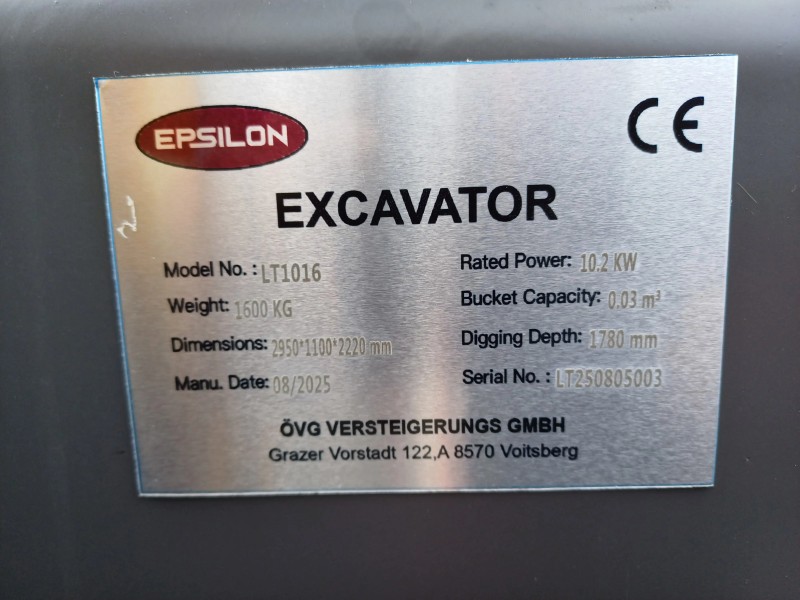 EPSILON
CE
EXCAVATOR
Model No. : LT1016
Rated Power: 10.2 KW
Weight: 1600 KG
Bucket Capacity: 0.03 m³
Dimensions: 2950*1100*2220 mm
Digging Depth: 1780 mm
Manu. Date: 08/2025
Serial No. : LT250805003
ÖVG VERSTEIGERUNGS GMBH
Grazer Vorstadt 122,A 8570 Voitsberg